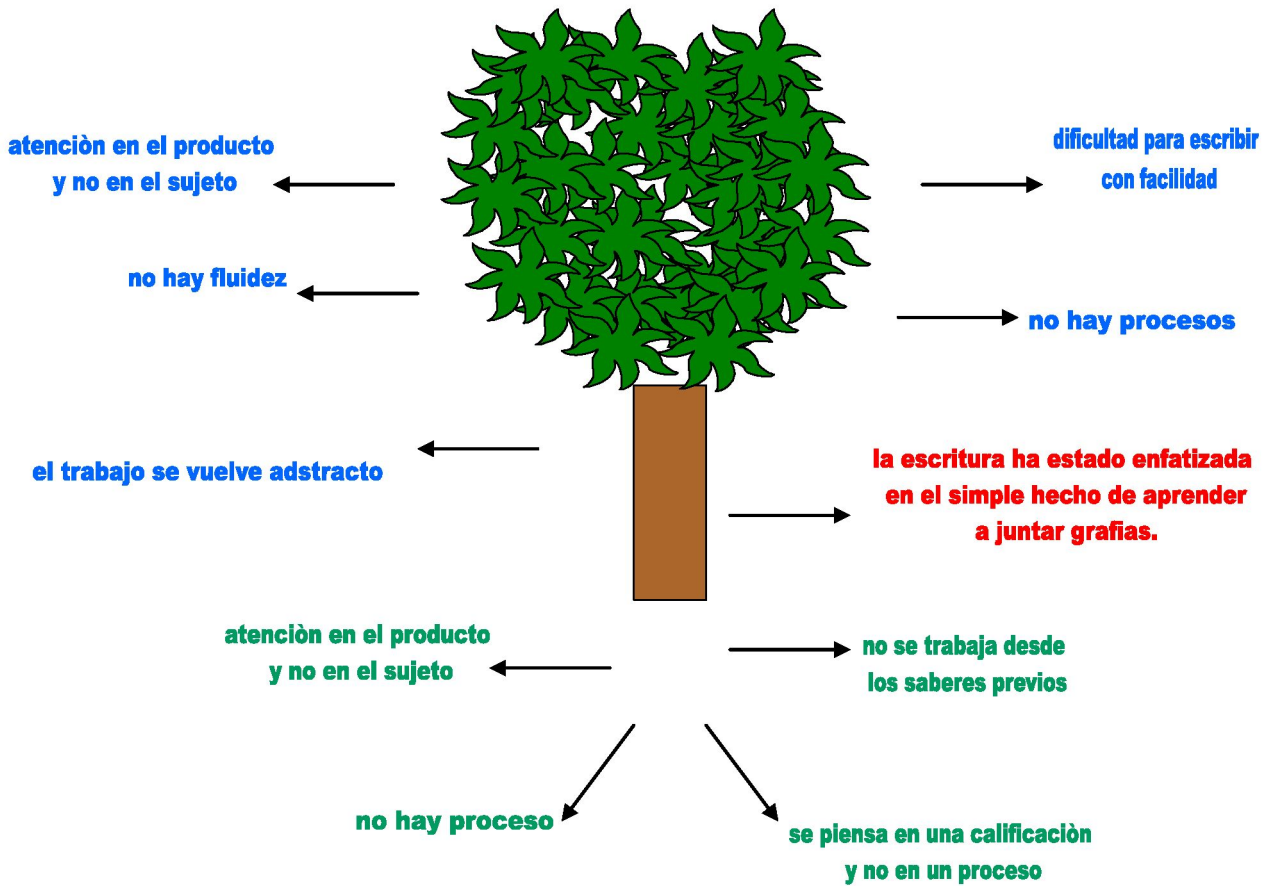 atenciòn en el producto
y no en el sujeto
dificultad para escribir
con facilidad
no hay fluidez
no hay procesos
el trabajo se vuelve adstracto
la escritura ha estado enfatizada
en el simple hecho de aprender
a juntar grafias.
atenciòn en el producto
y no en el sujeto
no se trabaja desde
los saberes previos
no hay proceso
se piensa en una calificaciòn
y no en un proceso